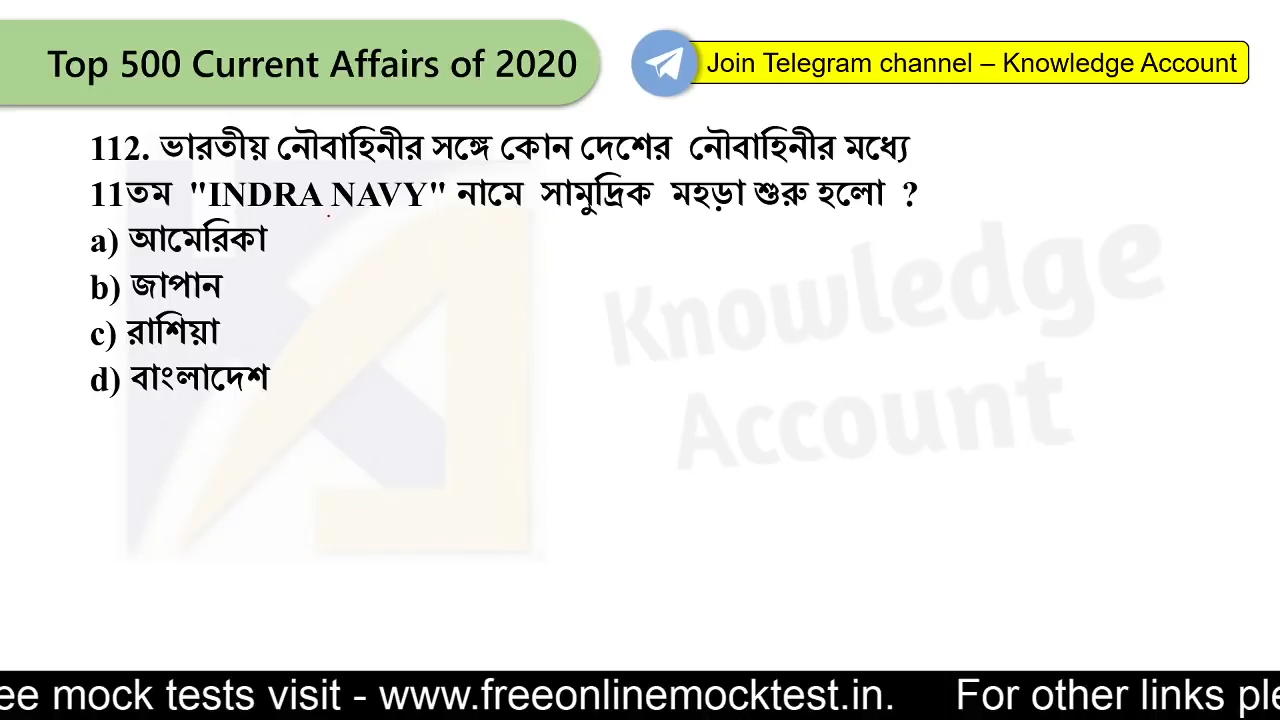 Top 500 Current Affairs of 2020
Join Telegram channel – Knowledge Account
112. ভারতীয় নৌবাহিনীর সঙ্গে কোন দেশের নৌবাহিনীর মধ্যে
11তম "INDRA NAVY" নামে সামুদ্রিক মহড়া শুরু হলো ?
a) আমেরিকা
b) জাপান
c) রাশিয়া
d) বাংলাদেশ
Knowledge
Account
ee mock tests visit - www.freeonlinemocktest.in. For other links ple